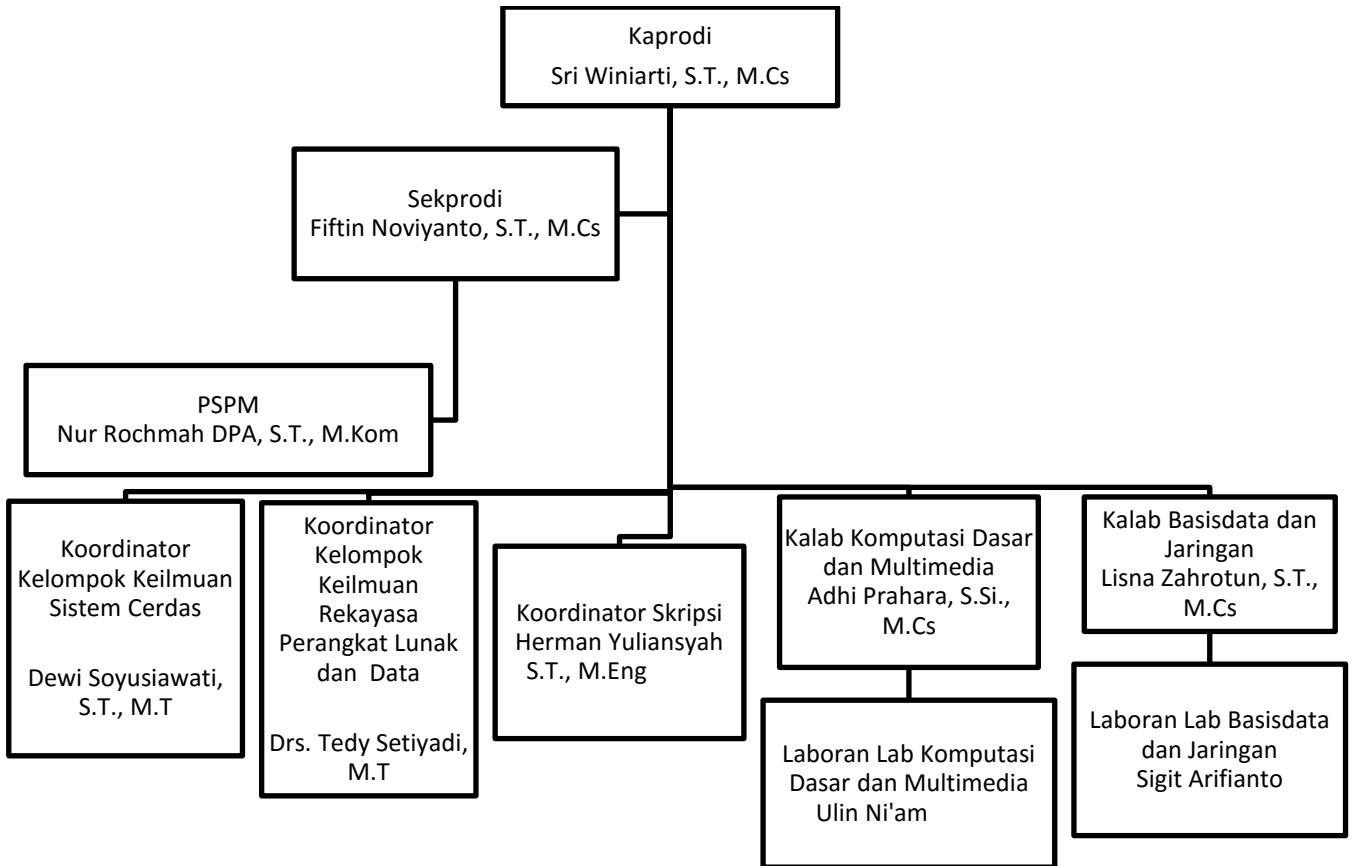 Kaprodi
Sri Winiarti, S.T., M.Cs
Sekprodi
Fiftin Noviyanto, S.T., M.Cs
PSPM
Nur Rochmah DPA, S.T., M.Kom
Koordinator
Kelompok Keilmuan
Sistem Cerdas
Dewi Soyusiawati,
S.T., M.T
Koordinator
Kelompok
Keilmuan
Rekayasa
Perangkat Lunak
dan Data
Drs. Tedy Setiyadi,
M.T
Koordinator Skripsi
Herman Yuliansyah
S.T., M.Eng
Kalab Komputasi Dasar
dan Multimedia
Adhi Prahara, S.Si.,
M.Cs
Kalab Basisdata dan
Jaringan
Lisna Zahrotun, S.T.,
M.Cs
Laboran Lab Komputasi
Dasar dan Multimedia
Ulin Ni'am
Laboran Lab Basisdata
dan Jaringan
Sigit Arifianto